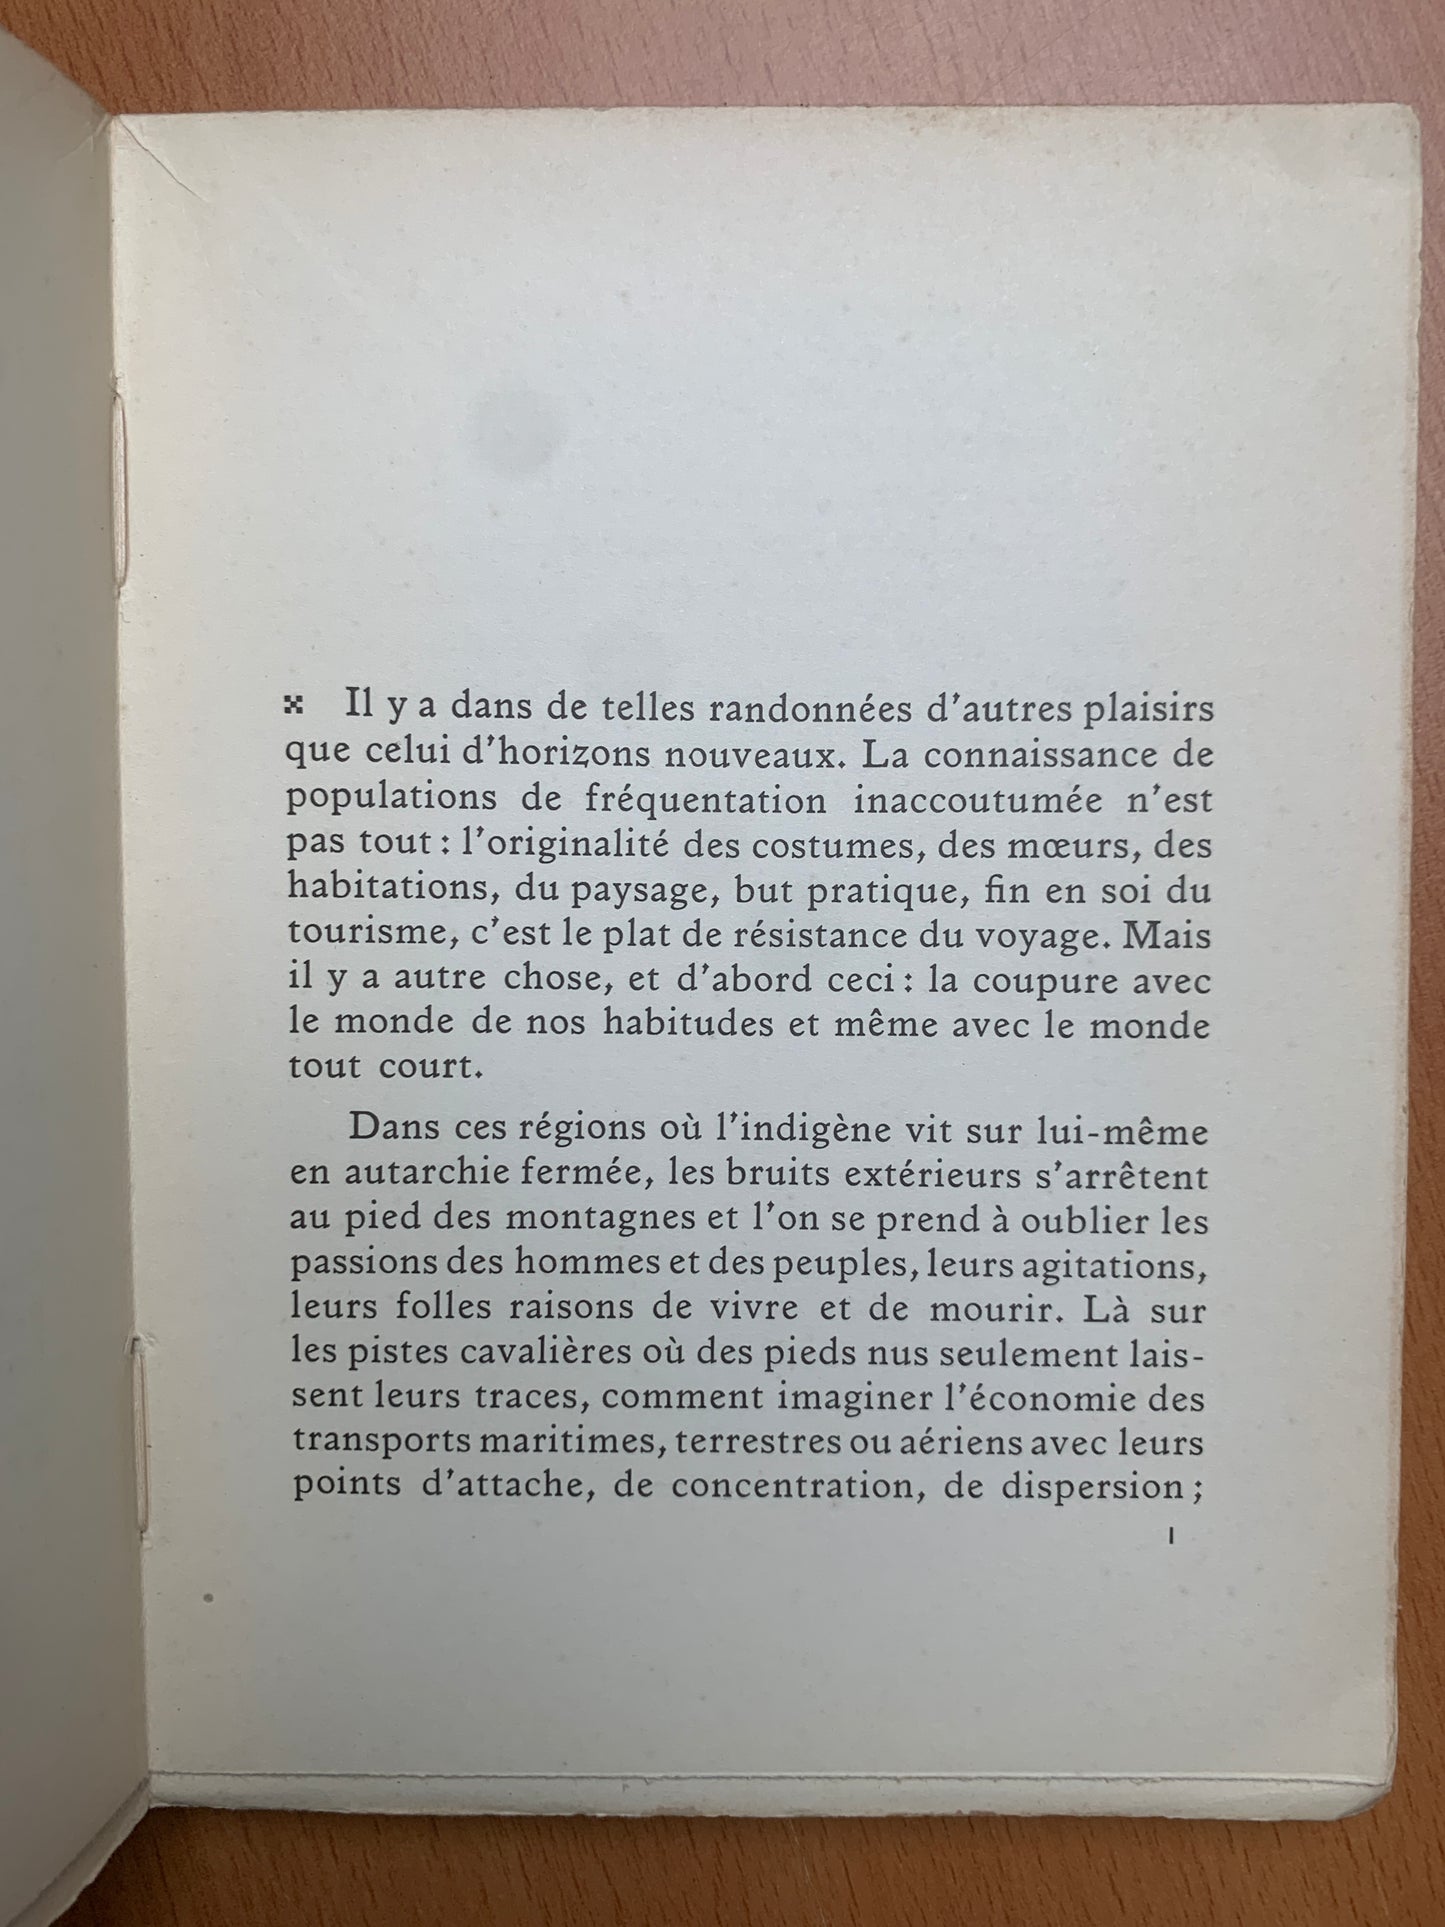 Il y a dans de telles randonnées d'autres plaisirs
que celui d'horizons nouveaux. La connaissance de
populations de fréquentation inaccoutumée n'est
pas tout : l'originalité des costumes, des mœurs, des
habitations, du paysage, but pratique, fin en soi du
tourisme, c'est le plat de résistance du voyage. Mais
il y a autre chose, et d'abord ceci : la coupure avec
le monde de nos habitudes et même avec le monde
tout court.
Dans ces régions où l'indigène vit sur lui-même
en autarchie fermée, les bruits extérieurs s'arrêtent
au pied des montagnes et l'on se prend à oublier les
passions des hommes et des peuples, leurs agitations,
leurs folles raisons de vivre et de mourir. Là sur
les pistes cavalières où des pieds nus seulement lais-
sent leurs traces, comment imaginer l'économie des
transports maritimes, terrestres ou aériens avec leurs
points d'attache, de concentration, de dispersion ;
1